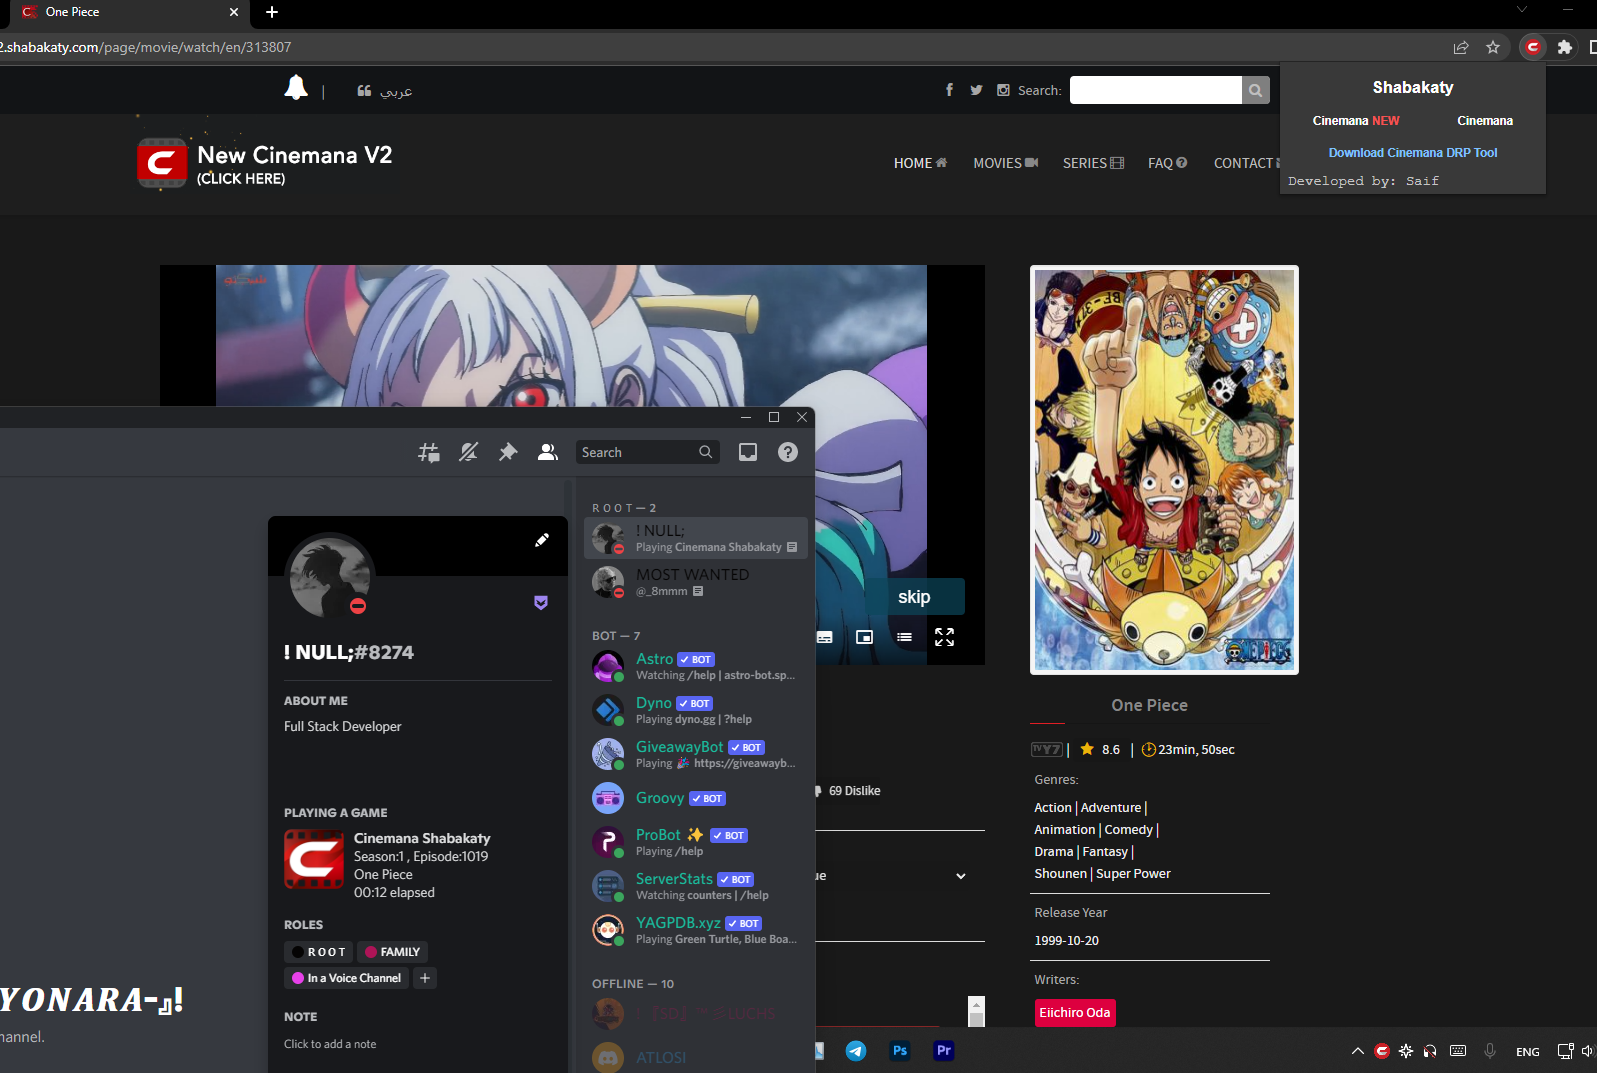 One Piece
2.shabakaty.com/page/movie/watch/en/313807
عربي
Search:
Shabakaty
Cinemana NEW
Cinemana
Download Cinemana DRP Tool
Developed by: Saif
New Cinemana V2
(CLICK HERE)
HOME
MOVIES
SERIES
FAQ
CONTACT
skip
Search
ROOT — 2
! NULL;
Playing Cinemana Shabakaty
MOST WANTED
@_8mmm
BOT — 7
Astro BOT
Watching /help | astro-bot.sp...
Dyno BOT
Playing dyno.gg | ?help
GiveawayBot BOT
Playing 🎉 https://giveawayb...
Groovy BOT
ProBot ✨ BOT
Playing /help
ServerStats BOT
Watching counters | /help
YAGPDB.xyz BOT
Playing Green Turtle, Blue Boa...
OFFLINE — 10
ATLOSI
! NULL;#8274
ABOUT ME
Full Stack Developer
PLAYING A GAME
Cinemana Shabakaty
Season:1 , Episode:1019
One Piece
00:12 elapsed
ROLES
ROOT
FAMILY
In a Voice Channel +
NOTE
Click to add a note
YONARA-』!
hannel.
69 Dislike
ue
ONE PIECE
One Piece
TV Y7 | 8.6 | 23min, 50sec
Genres:
Action | Adventure |
Animation | Comedy |
Drama | Fantasy |
Shounen | Super Power
Release Year
1999-10-20
Writers:
Eiichiro Oda
Ps
Pr
ENG